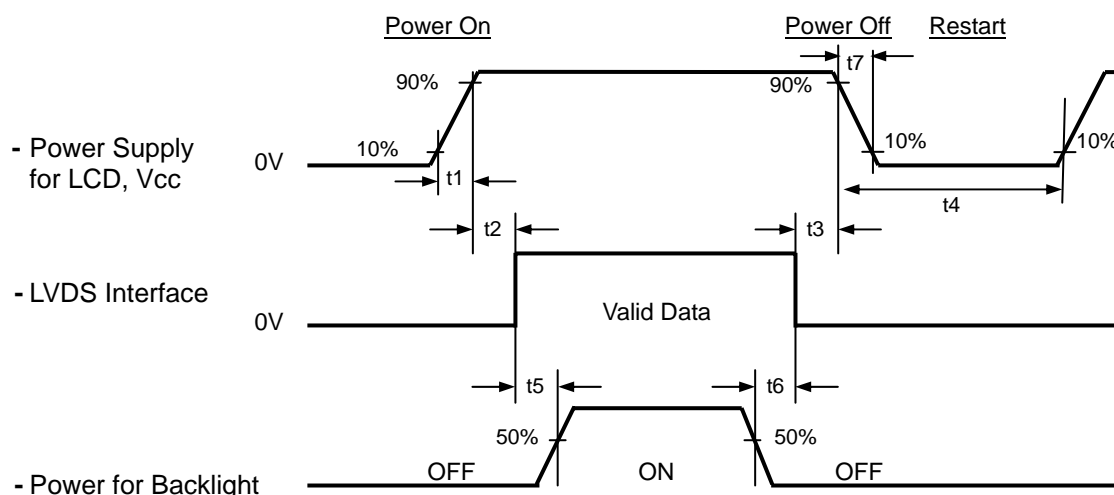 Power On Power Off Restart
t7
90% 90%
- Power Supply
for LCD, Vcc
0V 10% 10% 10%
t1 t4
t2 t3
- LVDS Interface
0V Valid Data
t5 t6
50% 50%
- Power for Backlight
OFF ON OFF